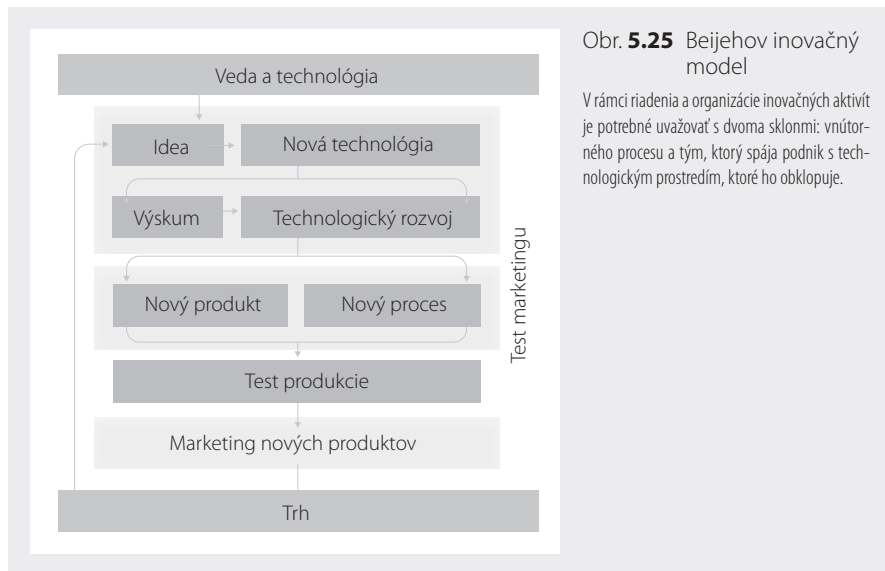 Obr. 5.25 Beijehov inovačný
model
V rámci riadenia a organizácie inovačných aktivít
je potrebné uvažovať s dvoma sklonmi: vnútor-
ného procesu a tým, ktorý spája podnik s tech-
nologickým prostredím, ktoré ho obklopuje.
Veda a technológia
Idea
Nová technológia
Výskum
Technologický rozvoj
Nový produkt
Nový proces
Test marketingu
Test produkcie
Marketing nových produktov
Trh